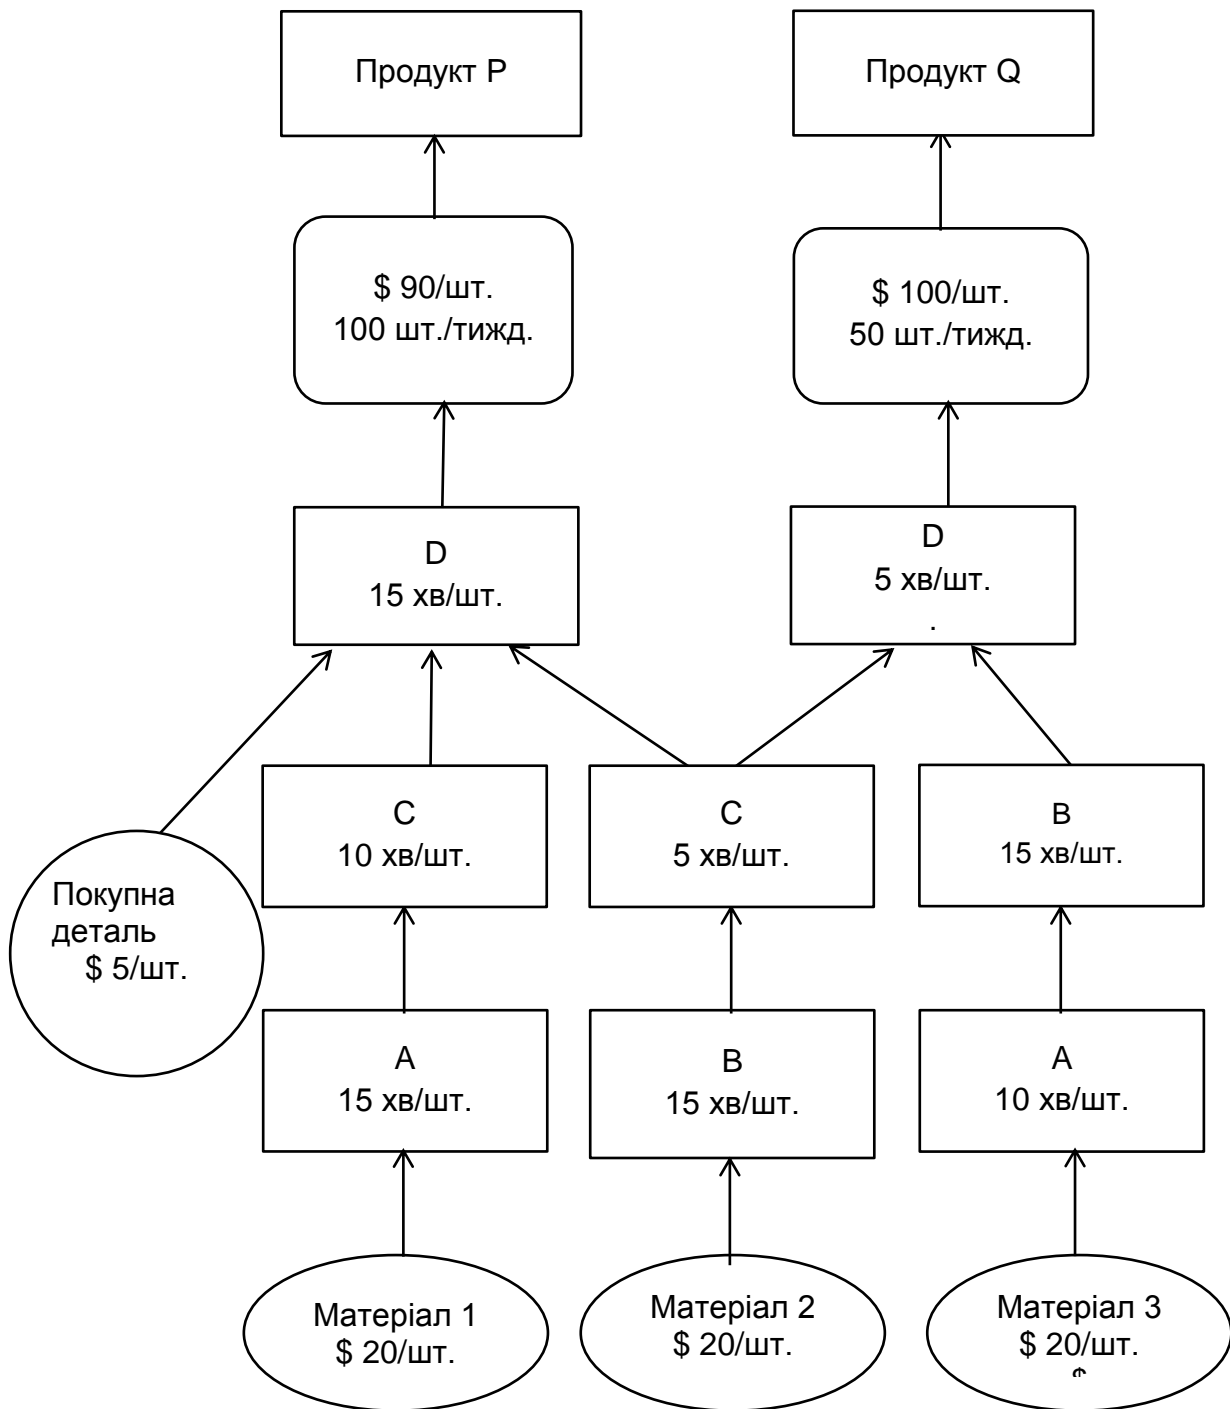 Продукт P
Продукт Q
$ 90/шт.
100 шт./тижд.
$ 100/шт.
50 шт./тижд.
D
15 хв/шт.
D
5 хв/шт.
.
C
10 хв/шт.
C
5 хв/шт.
B
15 хв/шт.
Покупна
деталь
$ 5/шт.
A
15 хв/шт.
B
15 хв/шт.
A
10 хв/шт.
Матеріал 1
$ 20/шт.
Матеріал 2
$ 20/шт.
Матеріал 3
$ 20/шт.
$